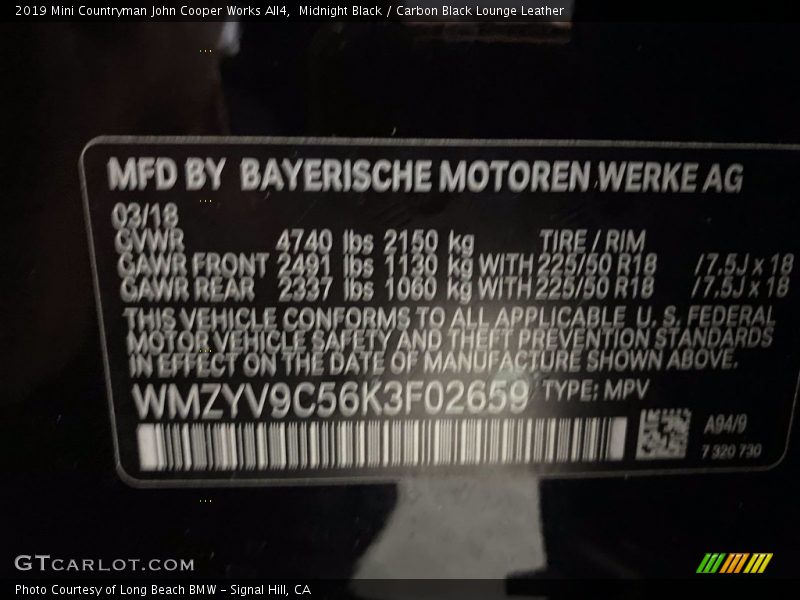 2019 Mini Countryman John Cooper Works All4, Midnight Black / Carbon Black Lounge Leather
MFD BY BAYERISCHE MOTOREN WERKE AG
03/18
GVWR 4740 lbs 2150 kg TIRE / RIM
GAWR FRONT 2491 lbs 1130 kg WITH 225/50 R18 /7.5J x 18
GAWR REAR 2337 lbs 1060 kg WITH 225/50 R18 /7.5J x 18
THIS VEHICLE CONFORMS TO ALL APPLICABLE U. S. FEDERAL
MOTOR VEHICLE SAFETY AND THEFT PREVENTION STANDARDS
IN EFFECT ON THE DATE OF MANUFACTURE SHOWN ABOVE.
WMZYV9C56K3F02659 TYPE: MPV
A94/9
7 320 730
GTCARLOT.COM
Photo Courtesy of Long Beach BMW - Signal Hill, CA